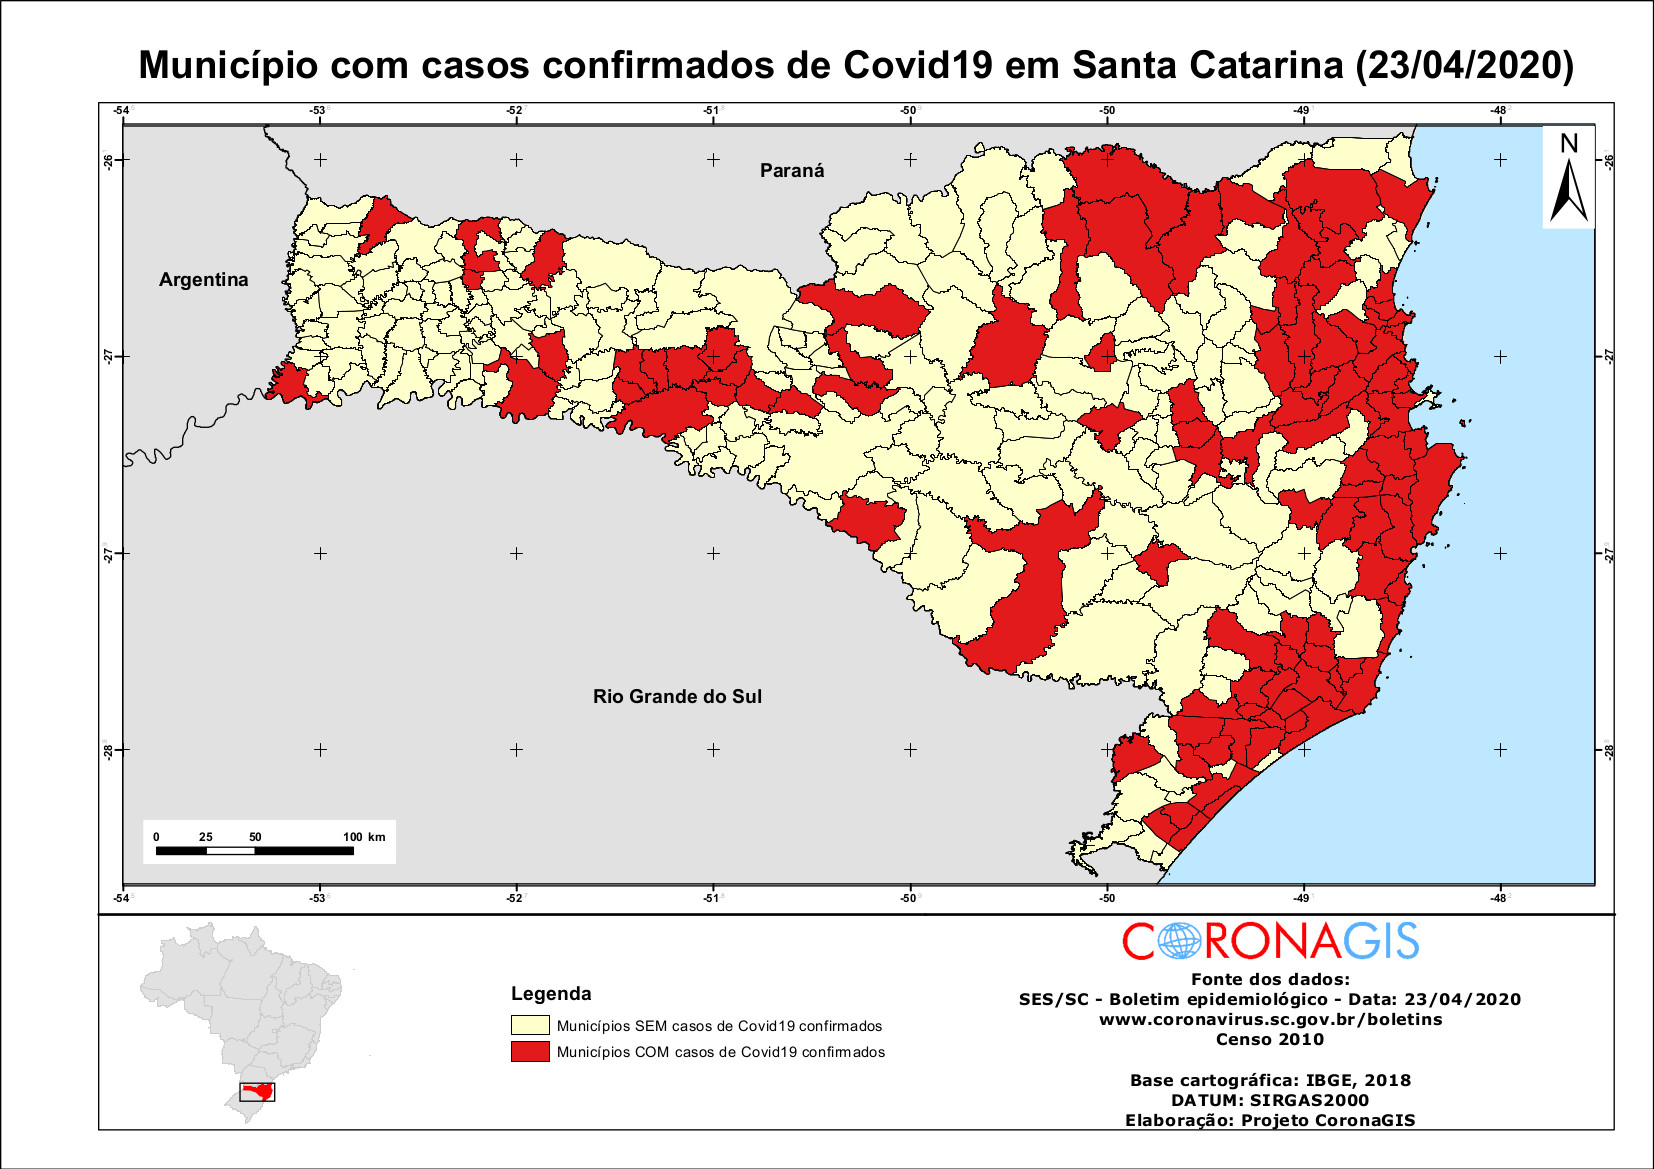 Município com casos confirmados de Covid19 em Santa Catarina (23/04/2020)
-54 -53 -52 -51 -50 -50 -49 -48
-26 -26
Paraná
N
Argentina
-27 -27
-27 -27
Rio Grande do Sul
-28 -28
0 25 50 100 km
-54 -53 -52 -51 -50 -50 -49 -48
CORONAGIS
Fonte dos dados:
SES/SC - Boletim epidemiológico - Data: 23/04/2020
www.coronavirus.sc.gov.br/boletins
Censo 2010
Legenda
Municípios SEM casos de Covid19 confirmados
Municípios COM casos de Covid19 confirmados
Base cartográfica: IBGE, 2018
DATUM: SIRGAS2000
Elaboração: Projeto CoronaGIS